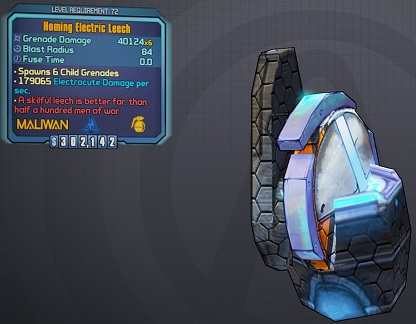 LEVEL REQUIREMENT: 72
Homing Electric Leech
Grenade Damage 40124x6
Blast Radius 84
Fuse Time 0.0
• Spawns 6 Child Grenades
• 179065 Electrocute Damage per
sec.
• A skilful leech is better far, than
half a hundred men of war.
MALIWAN
$302,142